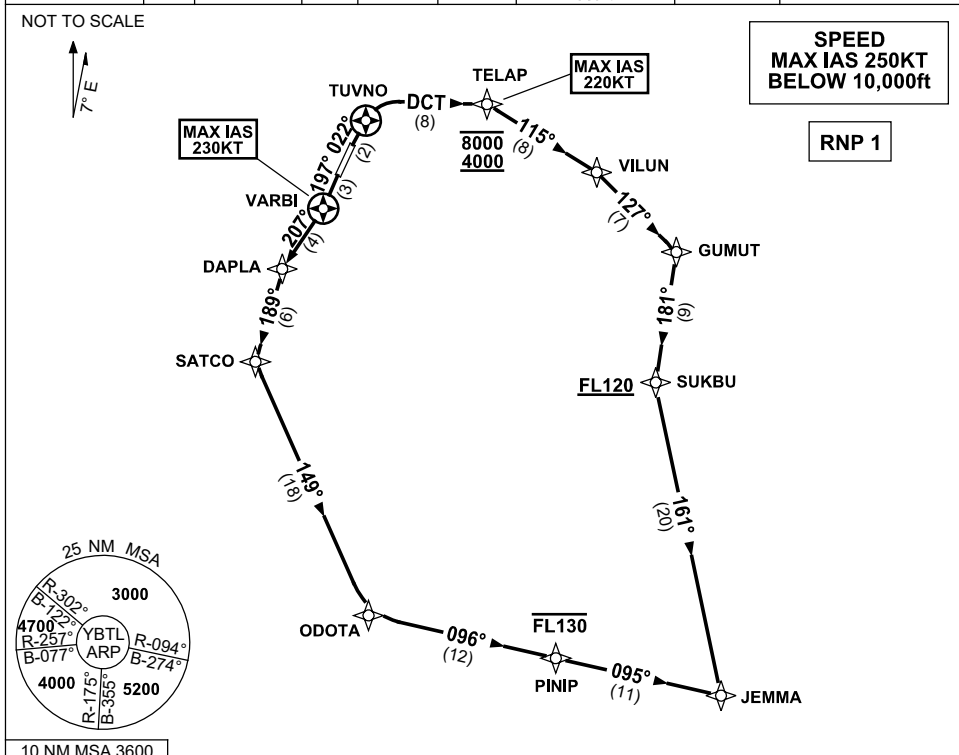 NOT TO SCALE
7° E
SPEED
MAX IAS 250KT
BELOW 10,000ft
RNP 1
TUVNO
DCT
(8)
TELAP
MAX IAS
220KT
8000
4000
115°
(8)
VILUN
127°
(7)
GUMUT
181°
(9)
FL120
SUKBU
161°
(20)
JEMMA
MAX IAS
230KT
022°
(2)
197°
(3)
VARBI
207°
(4)
DAPLA
189°
(6)
SATCO
149°
(18)
ODOTA
096°
(12)
FL130
PINIP
095°
(11)
25 NM MSA
3000
R-302°
B-122°
4700
R-257°
B-077°
YBTL
ARP
R-094°
B-274°
4000
R-175°
B-355°
5200
10 NM MSA 3600